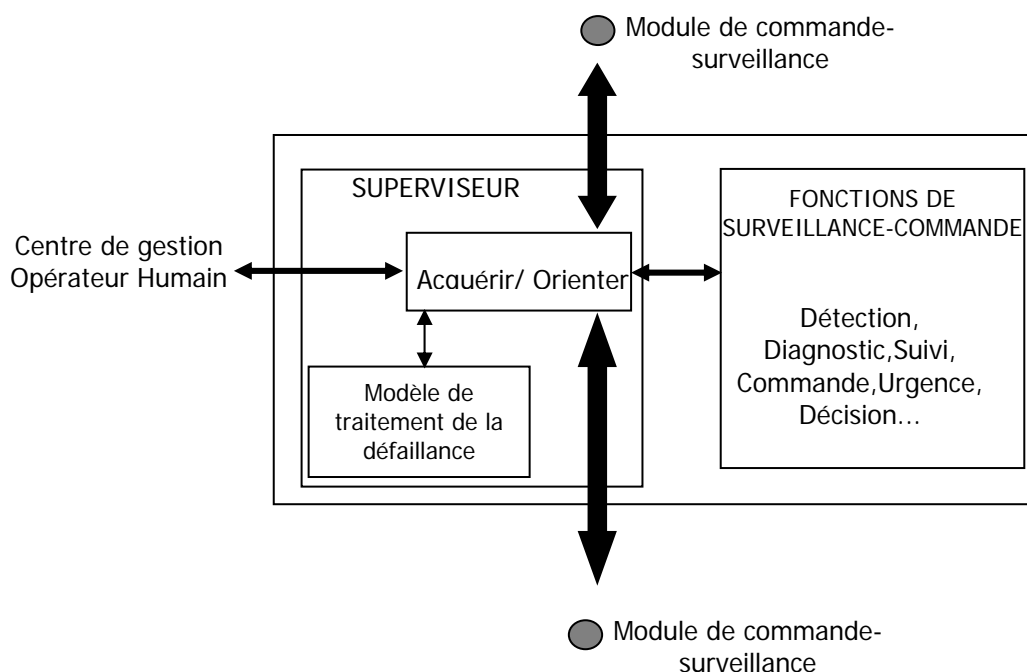 Module de commande-
surveillance
SUPERVISEUR
FONCTIONS DE
SURVEILLANCE-COMMANDE
Centre de gestion
Opérateur Humain
Acquérir/ Orienter
Détection,
Diagnostic,Suivi,
Commande,Urgence,
Décision...
Modèle de
traitement de la
défaillance
Module de commande-
surveillance